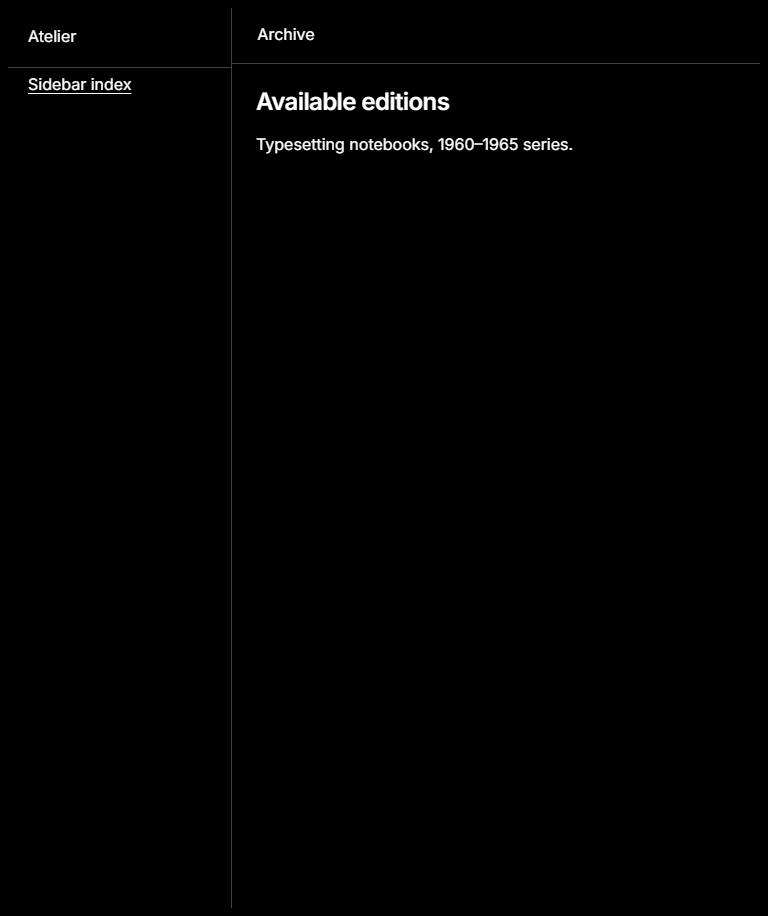 Atelier
Sidebar index
Archive
Available editions
Typesetting notebooks, 1960–1965 series.